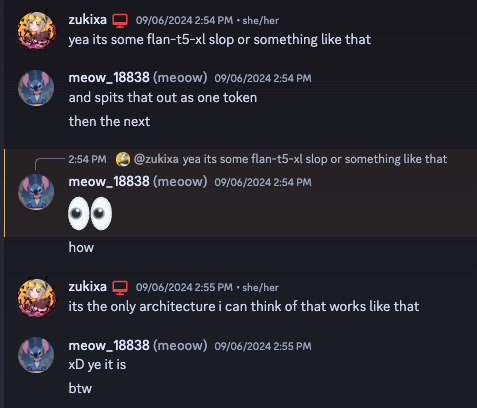 zukixa 09/06/2024 2:54 PM • she/her
yea its some flan-t5-xl slop or something like that
meow_18838 (meoow) 09/06/2024 2:54 PM
and spits that out as one token
then the next
2:54 PM @zukixa yea its some flan-t5-xl slop or something like that
meow_18838 (meoow) 09/06/2024 2:54 PM
👀
how
zukixa 09/06/2024 2:55 PM • she/her
its the only architecture i can think of that works like that
meow_18838 (meoow) 09/06/2024 2:55 PM
xD ye it is
btw